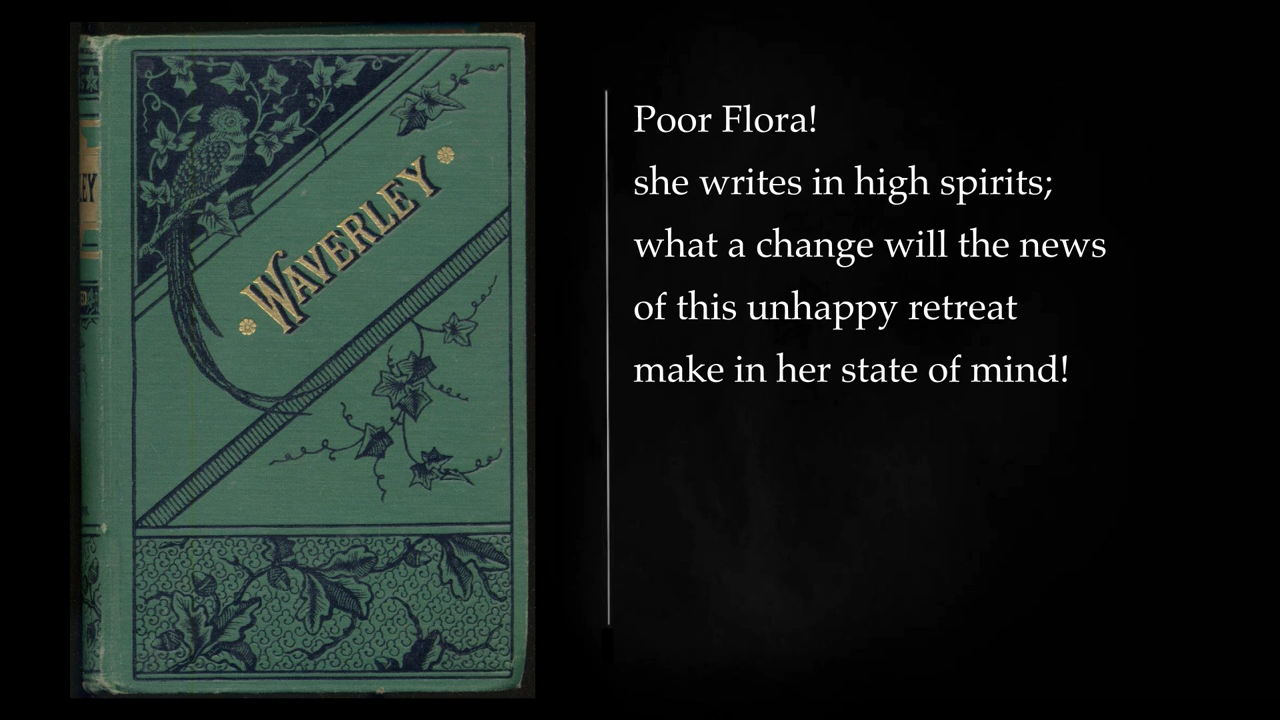 WAVERLEY
Poor Flora!
she writes in high spirits;
what a change will the news
of this unhappy retreat
make in her state of mind!